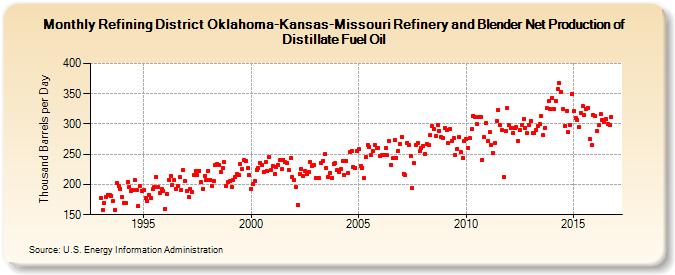 Monthly Refining District Oklahoma-Kansas-Missouri Refinery and Blender Net Production of
Distillate Fuel Oil
Thousand Barrels per Day
400
350
300
250
200
150
1995
2000
2005
2010
2015
Source: U.S. Energy Information Administration